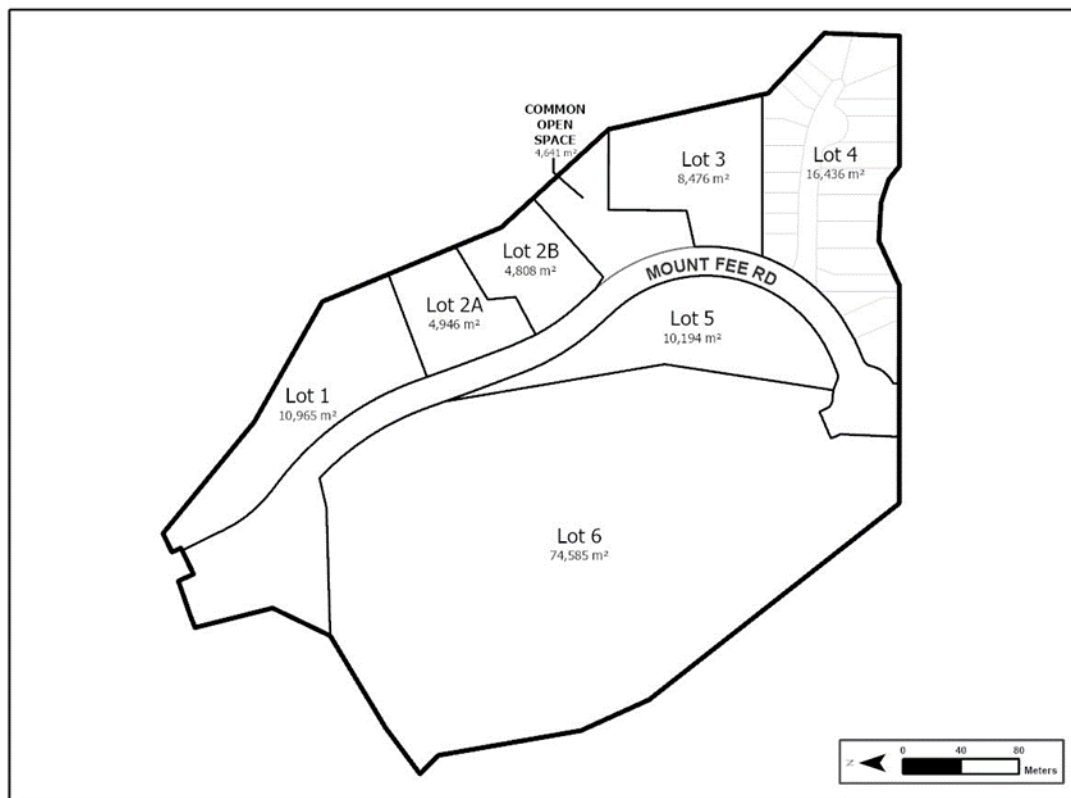 COMMON
OPEN
SPACE
4,641 m²
Lot 3
8,476 m²
Lot 4
16,436 m²
Lot 2B
4,808 m²
MOUNT FEE RD
Lot 2A
4,946 m²
Lot 5
10,194 m²
Lot 1
10,965 m²
Lot 6
74,585 m²
N
0 40 80
Meters